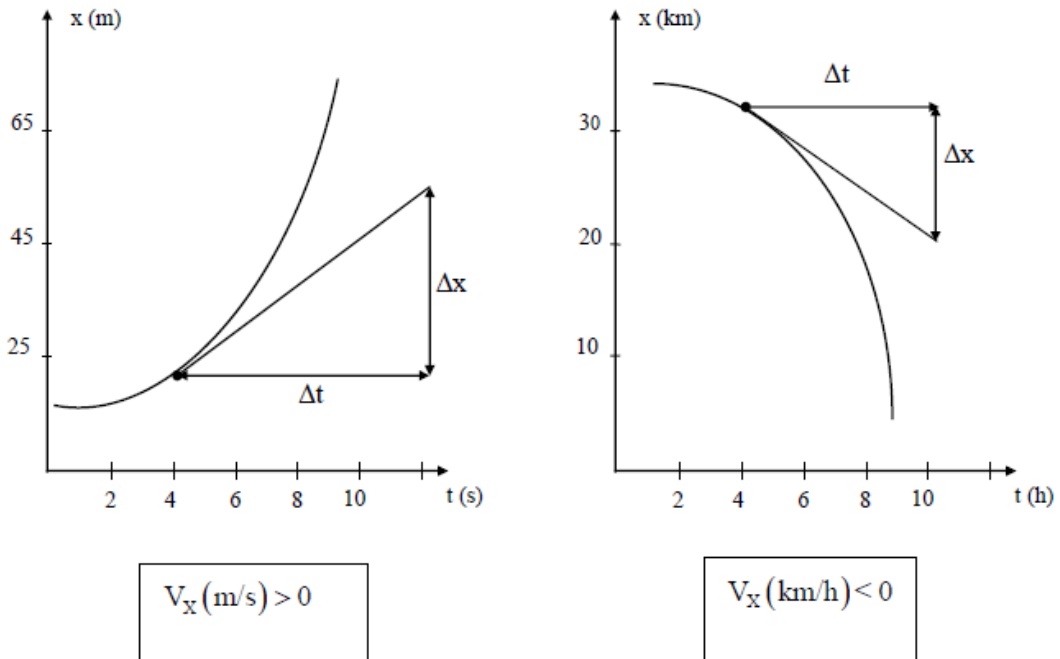 x (m)
65
45
25
Δx
Δt
2 4 6 8 10
t (s)
V_X (m/s) > 0
x (km)
Δt
30
Δx
20
10
2 4 6 8 10
t (h)
V_X (km/h) < 0